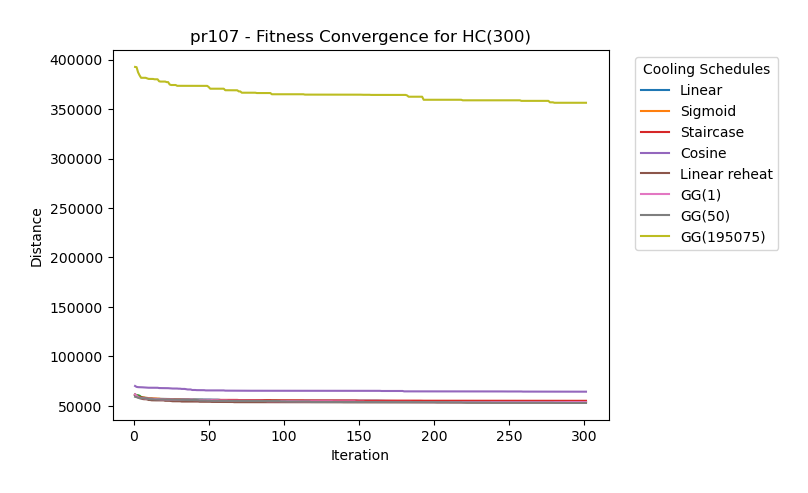 pr107 - Fitness Convergence for HC(300)
400000
350000
300000
250000
200000
150000
100000
50000
Distance
0
50
100
150
200
250
300
Iteration
Cooling Schedules
Linear
Sigmoid
Staircase
Cosine
Linear reheat
GG(1)
GG(50)
GG(195075)